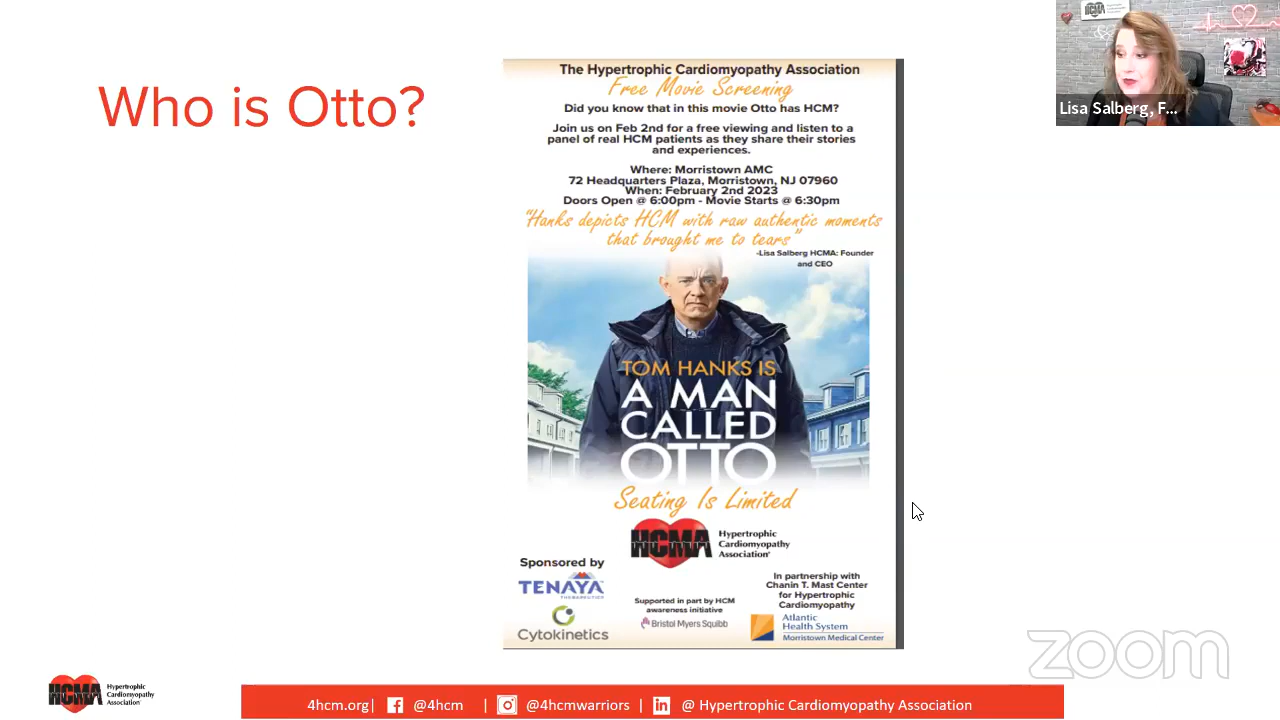 Who is Otto?
The Hypertrophic Cardiomyopathy Association
Free Movie Screening
Did you know that in this movie Otto has HCM?
Join us on Feb 2nd for a free viewing and listen to a
panel of real HCM patients as they share their stories
and experiences.
Where: Morristown AMC
72 Headquarters Plaza, Morristown, NJ 07960
When: February 2nd 2023
Doors Open @ 6:00pm - Movie Starts @ 6:30pm
"Hanks depicts HCM with raw authentic moments
that brought me to tears"
-Lisa Salberg HCMA: Founder
and CEO
TOM HANKS IS
A MAN
CALLED
OTTO
Seating Is Limited
HCMA
Hypertrophic
Cardiomyopathy
Association®
Sponsored by
TENAYA
THERAPEUTICS
Cytokinetics
Supported in part by HCM
awareness initiative
Bristol Myers Squibb
In partnership with
Chanin T. Mast Center
for Hypertrophic
Cardiomyopathy
Atlantic
Health System
Morristown Medical Center
HCMA
Lisa Salberg, F...
zoom
HCMA
Hypertrophic
Cardiomyopathy
Association®
4hcm.org| @4hcm | @4hcmwarriors | @ Hypertrophic Cardiomyopathy Association